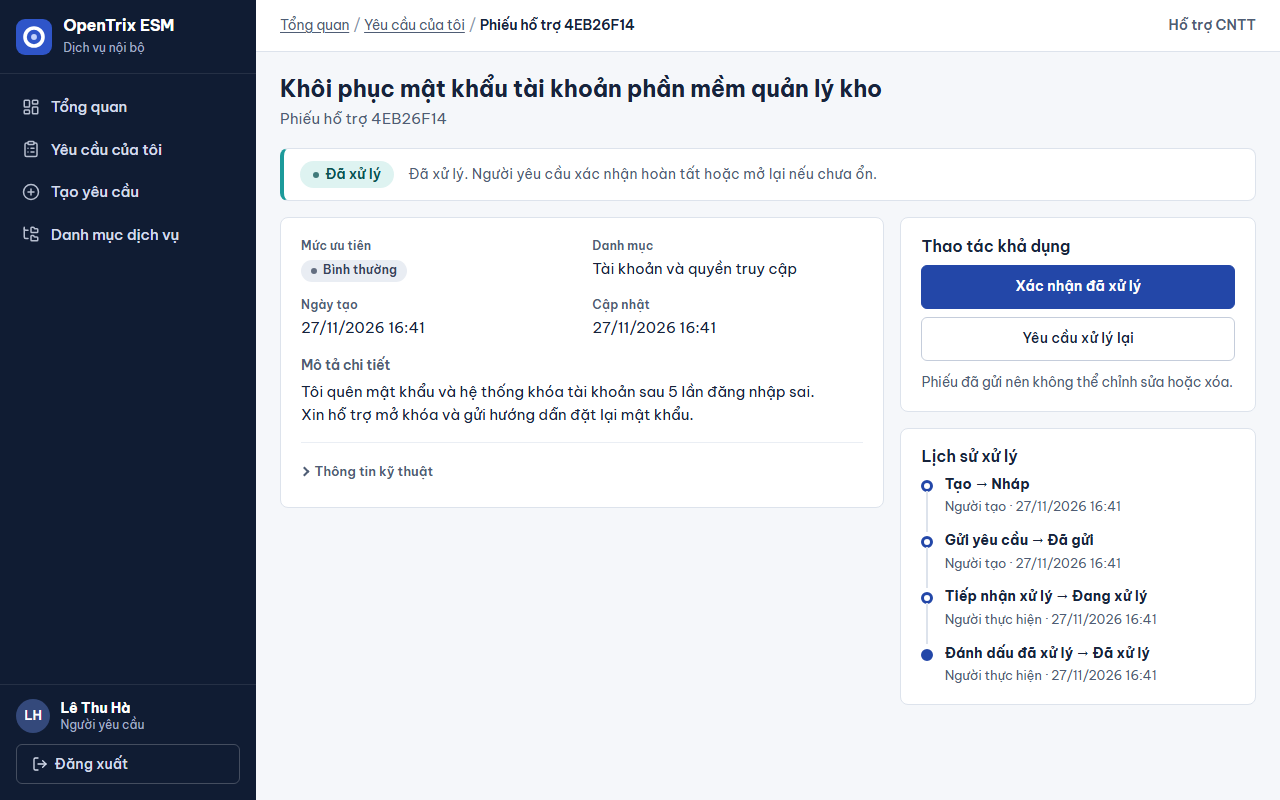 OpenTrix ESM
Dịch vụ nội bộ
Tổng quan
Yêu cầu của tôi
Tạo yêu cầu
Danh mục dịch vụ
LH
Lê Thu Hà
Người yêu cầu
Đăng xuất
Tổng quan / Yêu cầu của tôi / Phiếu hỗ trợ 4EB26F14
Hỗ trợ CNTT
Khôi phục mật khẩu tài khoản phần mềm quản lý kho
Phiếu hỗ trợ 4EB26F14
Đã xử lý
Đã xử lý. Người yêu cầu xác nhận hoàn tất hoặc mở lại nếu chưa ổn.
Mức ưu tiên
Bình thường
Danh mục
Tài khoản và quyền truy cập
Ngày tạo
27/11/2026 16:41
Cập nhật
27/11/2026 16:41
Mô tả chi tiết
Tôi quên mật khẩu và hệ thống khóa tài khoản sau 5 lần đăng nhập sai.
Xin hỗ trợ mở khóa và gửi hướng dẫn đặt lại mật khẩu.
Thông tin kỹ thuật
Thao tác khả dụng
Xác nhận đã xử lý
Yêu cầu xử lý lại
Phiếu đã gửi nên không thể chỉnh sửa hoặc xóa.
Lịch sử xử lý
Tạo → Nháp
Người tạo · 27/11/2026 16:41
Gửi yêu cầu → Đã gửi
Người tạo · 27/11/2026 16:41
Tiếp nhận xử lý → Đang xử lý
Người thực hiện · 27/11/2026 16:41
Đánh dấu đã xử lý → Đã xử lý
Người thực hiện · 27/11/2026 16:41